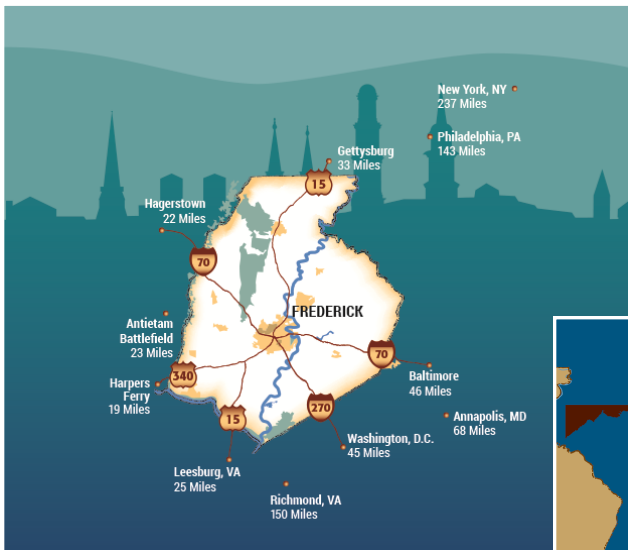 New York, NY
237 Miles
Philadelphia, PA
143 Miles
Gettysburg
33 Miles
15
Hagerstown
22 Miles
70
FREDERICK
Antietam
Battlefield
23 Miles
340
70
Baltimore
46 Miles
Harpers
Ferry
19 Miles
15
270
Annapolis, MD
68 Miles
Washington, D.C.
45 Miles
Leesburg, VA
25 Miles
Richmond, VA
150 Miles